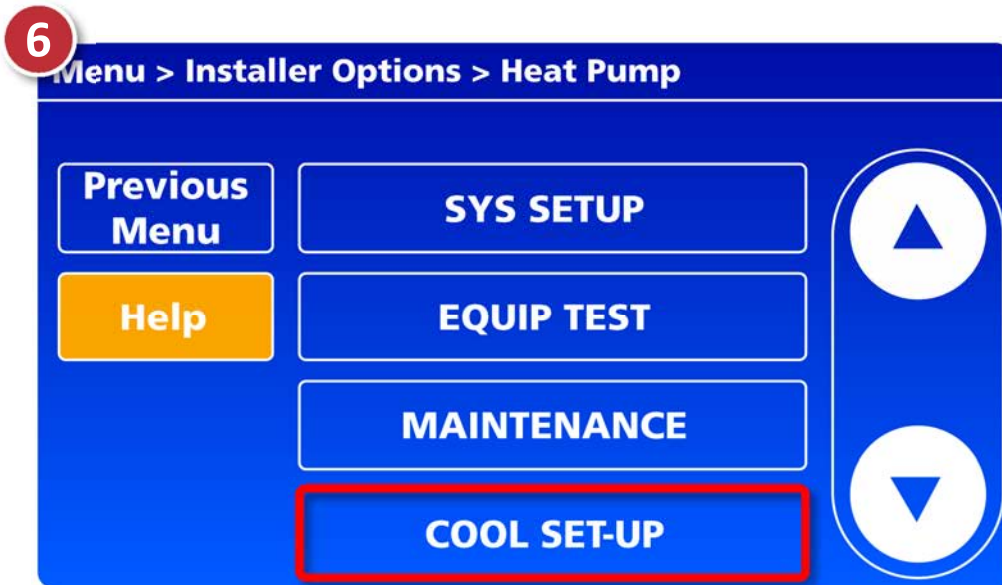 6
Menu > Installer Options > Heat Pump
Previous
Menu
SYS SETUP
Help
EQUIP TEST
MAINTENANCE
COOL SET-UP